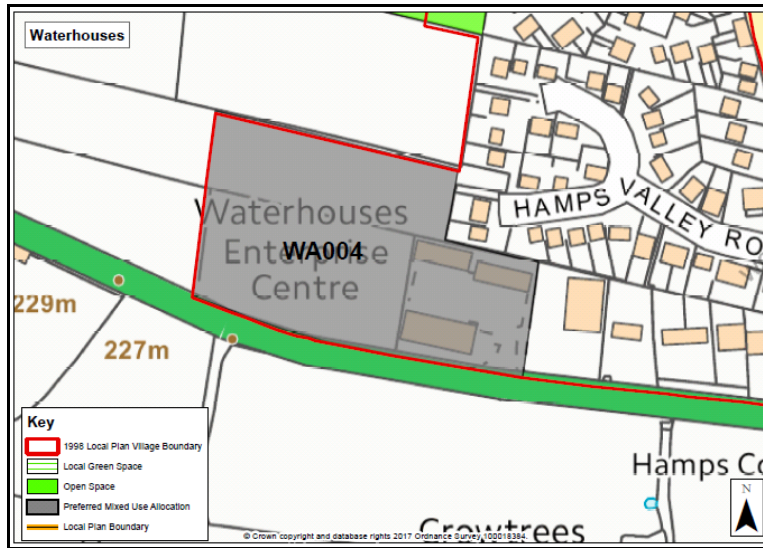 Waterhouses
HAMPS VALLEY RO
Waterhouses
Enterprise
Centre
WA004
229m
227m
Key
1998 Local Plan Village Boundary
Local Green Space
Open Space
Preferred Mixed Use Allocation
Local Plan Boundary
Hamps Co
N
Crowtrees
© Crown copyright and database rights 2017 Ordnance Survey 100018384.